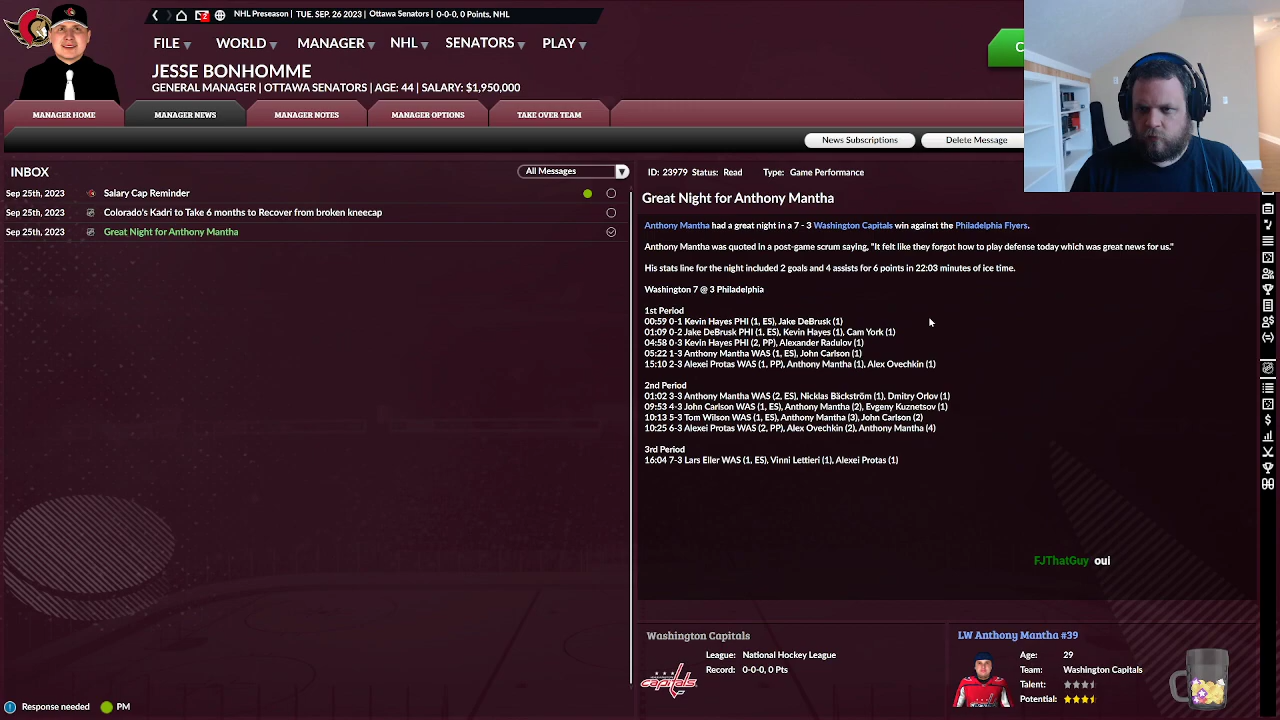 NHL Preseason | TUE. SEP. 26 2023 | Ottawa Senators | 0-0-0, 0 Points, NHL
2
FILE WORLD MANAGER NHL SENATORS PLAY
JESSE BONHOMME
GENERAL MANAGER | OTTAWA SENATORS | AGE: 44 | SALARY: $1,950,000
C
MANAGER HOME MANAGER NEWS MANAGER NOTES MANAGER OPTIONS TAKE OVER TEAM
News Subscriptions Delete Message
INBOX
All Messages
Sep 25th, 2023 Salary Cap Reminder
Sep 25th, 2023 Colorado's Kadri to Take 6 months to Recover from broken kneecap
Sep 25th, 2023 Great Night for Anthony Mantha
ID: 23979 Status: Read Type: Game Performance
Great Night for Anthony Mantha
Anthony Mantha had a great night in a 7 - 3 Washington Capitals win against the Philadelphia Flyers.
Anthony Mantha was quoted in a post-game scrum saying, "It felt like they forgot how to play defense today which was great news for us."
His stats line for the night included 2 goals and 4 assists for 6 points in 22:03 minutes of ice time.
Washington 7 @ 3 Philadelphia
1st Period
00:59 0-1 Kevin Hayes PHI (1, ES), Jake DeBrusk (1)
01:09 0-2 Jake DeBrusk PHI (1, ES), Kevin Hayes (1), Cam York (1)
04:58 0-3 Kevin Hayes PHI (2, PP), Alexander Radulov (1)
05:22 1-3 Anthony Mantha WAS (1, ES), John Carlson (1)
15:10 2-3 Alexei Protas WAS (1, PP), Anthony Mantha (1), Alex Ovechkin (1)
2nd Period
01:02 3-3 Anthony Mantha WAS (2, ES), Nicklas Bäckström (1), Dmitry Orlov (1)
09:53 4-3 John Carlson WAS (1, ES), Anthony Mantha (2), Evgeny Kuznetsov (1)
10:13 5-3 Tom Wilson WAS (1, ES), Anthony Mantha (3), John Carlson (2)
10:25 6-3 Alexei Protas WAS (2, PP), Alex Ovechkin (2), Anthony Mantha (4)
3rd Period
16:04 7-3 Lars Eller WAS (1, ES), Vinni Lettieri (1), Alexei Protas (1)
FJThatGuy oui
Washington Capitals
League: National Hockey League
Record: 0-0-0, 0 Pts
capitals
LW Anthony Mantha #39
Age: 29
Team: Washington Capitals
Talent:
Potential:
Response needed PM